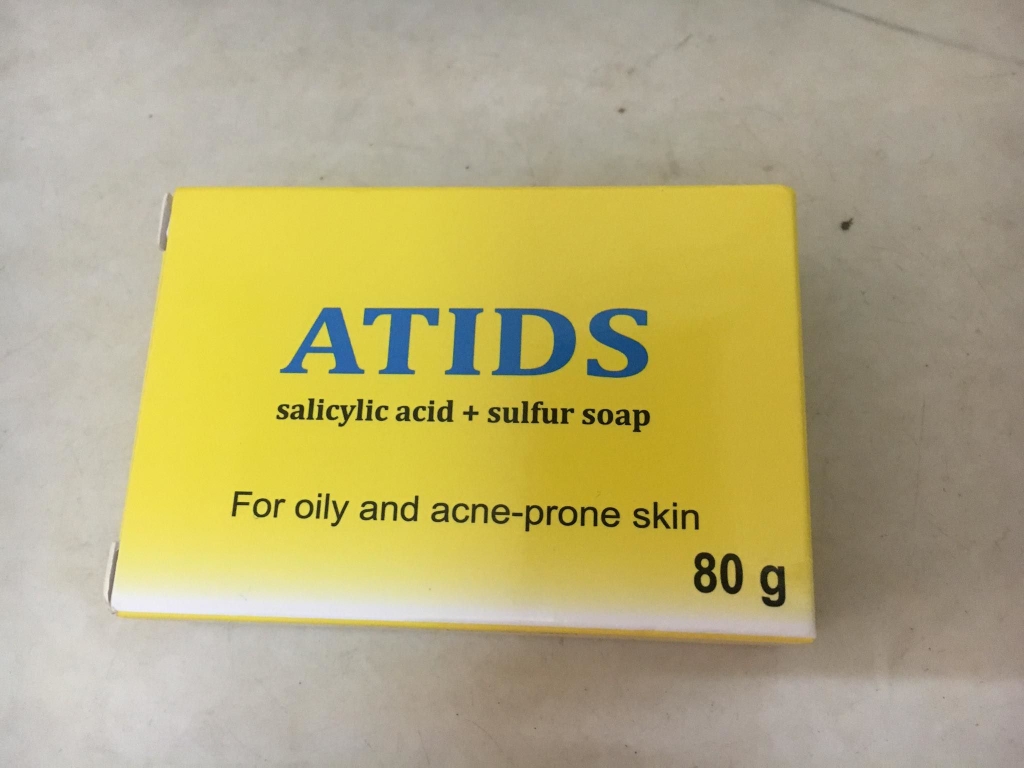 ATIDS
salicylic acid + sulfur soap
For oily and acne-prone skin
80 g